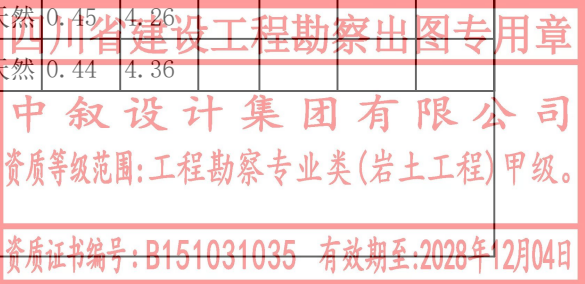 天然 0.45 4.26
四川省建设工程勘察出图专用章
天然 0.44 4.36
中叙设计集团有限公司
资质等级范围:工程勘察专业类(岩土工程)甲级。
资质证书编号:B151031035 有效期至:2028年12月04日